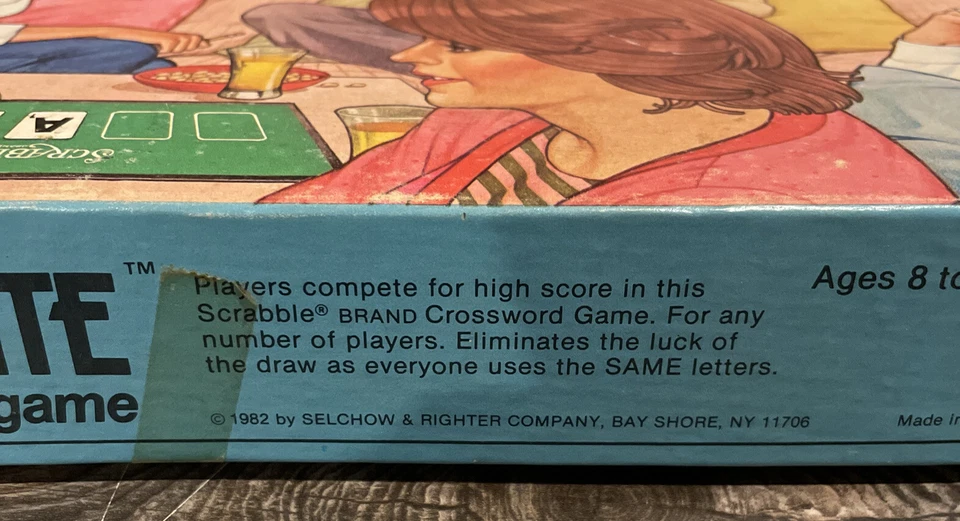 A
SCRABB
TE™
game
Players compete for high score in this
Scrabble® BRAND Crossword Game. For any
number of players. Eliminates the luck of
the draw as everyone uses the SAME letters.
© 1982 by SELCHOW & RIGHTER COMPANY, BAY SHORE, NY 11706
Ages 8 to
Made in